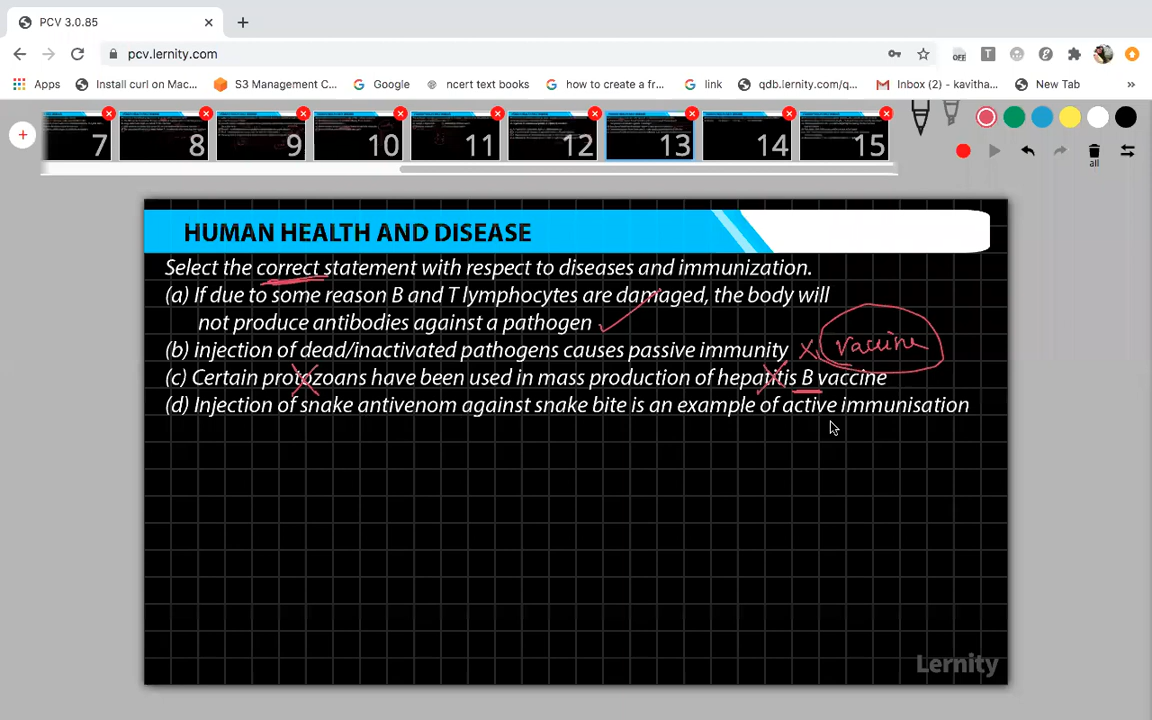 PCV 3.0.85
pcv.lernity.com
OFF T
Apps Install curl on Mac... S3 Management C... Google ncert text books how to create a fr... link qdb.lernity.com/q... Inbox (2) - kavitha... New Tab »
all
7 8 9 10 11 12 13 14 15
HUMAN HEALTH AND DISEASE
Select the correct statement with respect to diseases and immunization.
(a) If due to some reason B and T lymphocytes are damaged, the body will
not produce antibodies against a pathogen
(b) injection of dead/inactivated pathogens causes passive immunity x vaccine
(c) Certain protozoans have been used in mass production of hepatitis B vaccine
(d) Injection of snake antivenom against snake bite is an example of active immunisation
Lernity